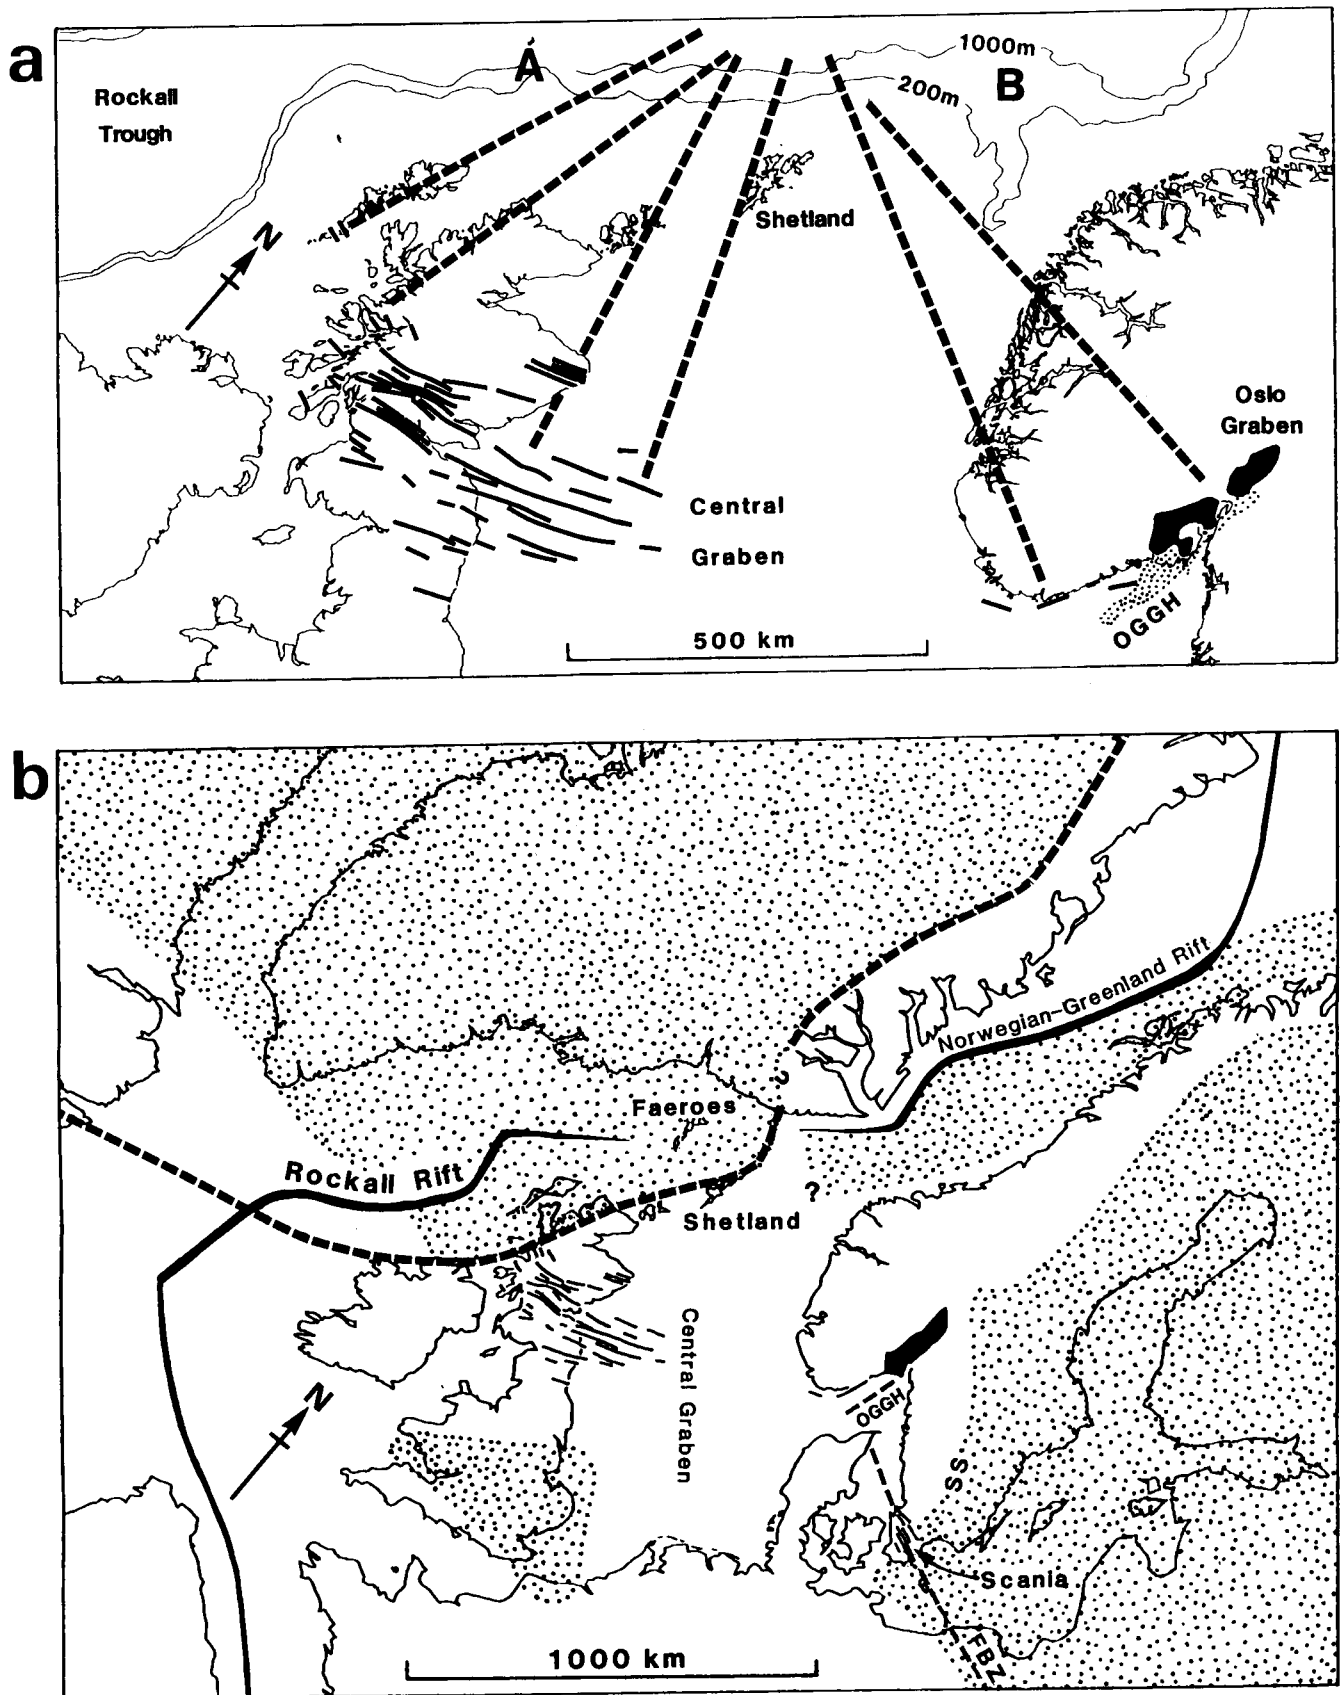 a
A
B
1000m
200m
Rockall
Trough
N
Shetland
Oslo
Graben
Central
Graben
OGGH
500 km
b
Norwegian-Greenland Rift
Faeroes
Rockall Rift
?
Shetland
Central Graben
N
OGGH
SS
Scania
FBZ
1000 km